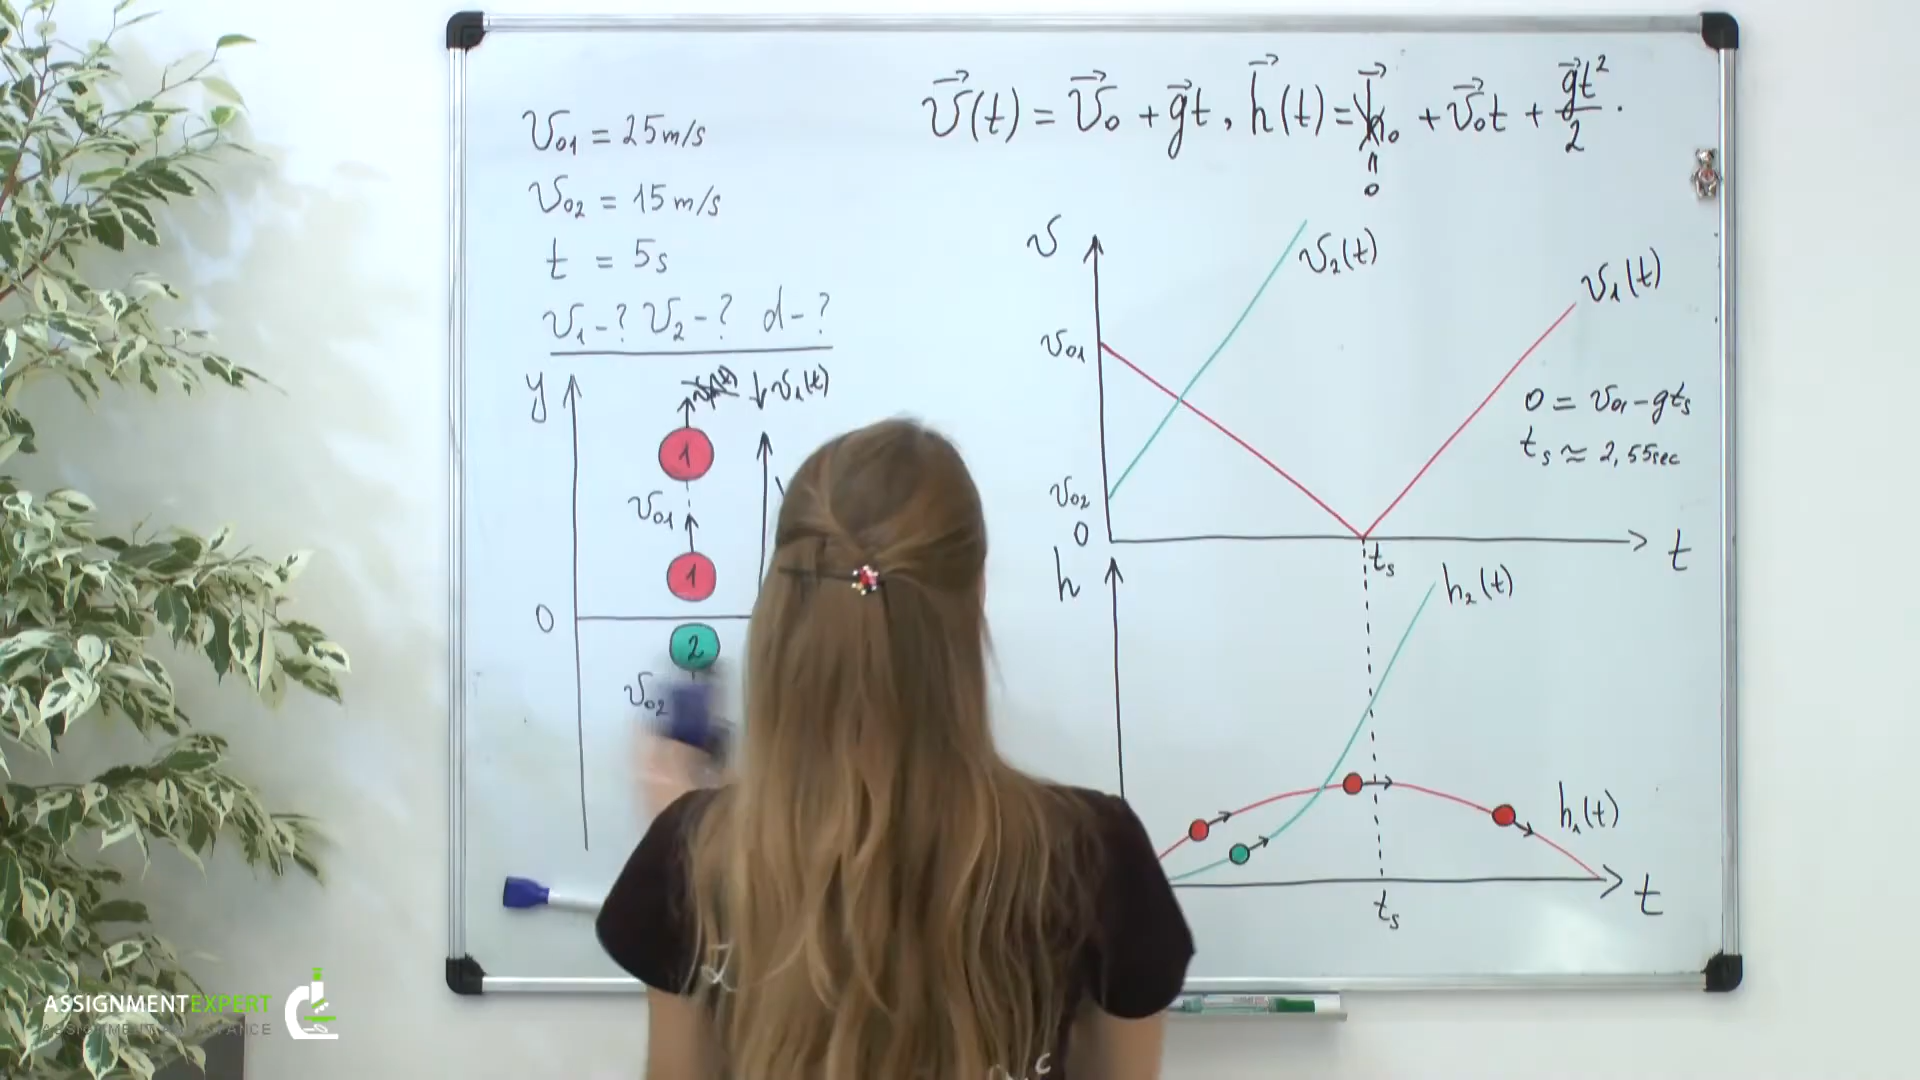 v⃗(t) = v⃗₀ + g⃗t, h⃗(t) = h⃗₀ + v⃗₀t + g⃗t²/2.
"
0
v₀₁ = 25 m/s
v₀₂ = 15 m/s
t = 5s
v₁ - ? v₂ - ? d - ?
y
↓ v₁(t)
1
v₀₁
1
0
2
v₀₂
v
v₂(t)
v₁(t)
v₀₁
v₀₂
0
t
tₛ
0 = v₀₁ - gtₛ
tₛ ≈ 2,55sec
h
h₂(t)
h₁(t)
t
tₛ
ASSIGNMENTEXPERT